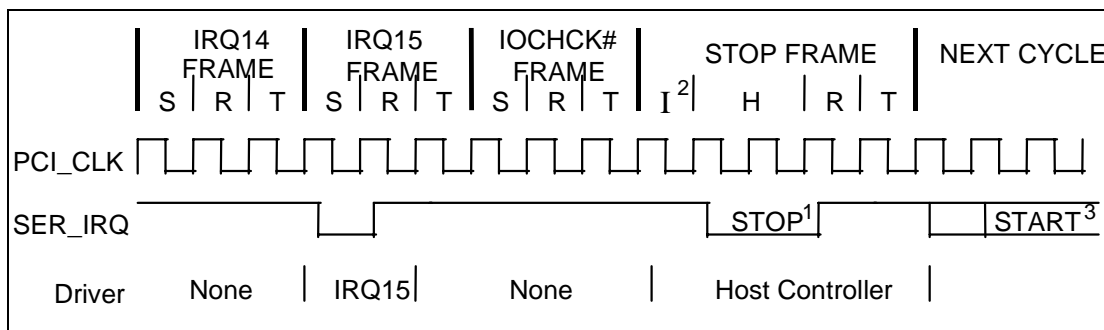 IRQ14 FRAME IRQ15 FRAME IOCHCK# FRAME STOP FRAME NEXT CYCLE
S R T S R T S R T I2 H R T
PCI_CLK
SER_IRQ STOP1 START3
Driver None IRQ15 None Host Controller